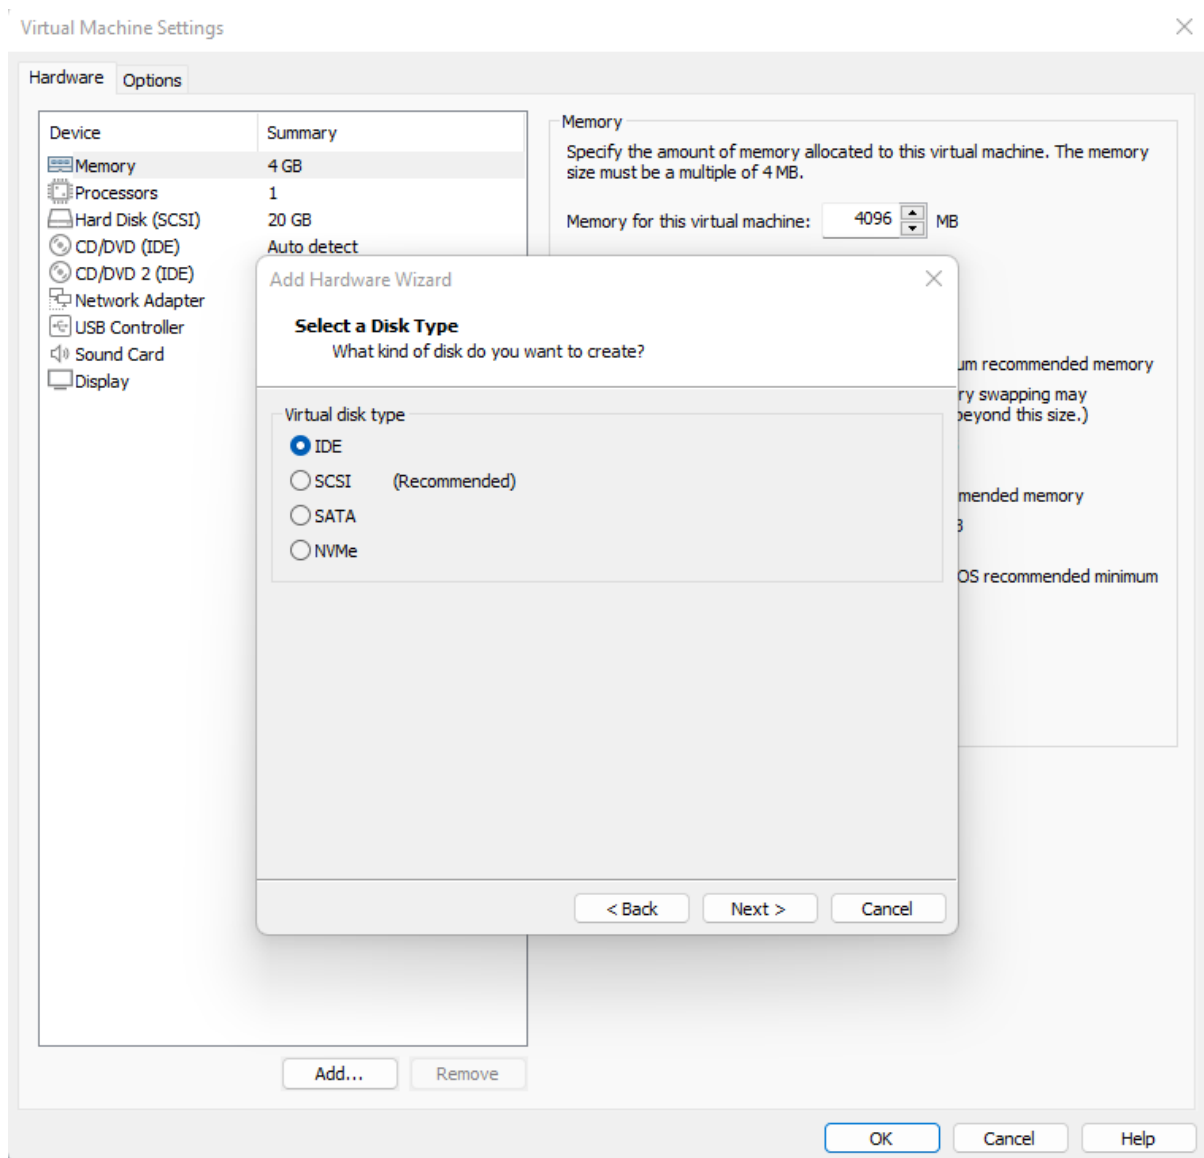 Virtual Machine Settings
Hardware Options
Device Summary
Memory 4 GB
Processors 1
Hard Disk (SCSI) 20 GB
CD/DVD (IDE) Auto detect
CD/DVD 2 (IDE)
Network Adapter
USB Controller
Sound Card
Display
Add... Remove
Memory
Specify the amount of memory allocated to this virtual machine. The memory
size must be a multiple of 4 MB.
Memory for this virtual machine: 4096 MB
recommended memory
swapping may
beyond this size.)
memory
OS recommended minimum
Add Hardware Wizard
Select a Disk Type
What kind of disk do you want to create?
Virtual disk type
IDE
SCSI (Recommended)
SATA
NVMe
< Back Next > Cancel
OK Cancel Help